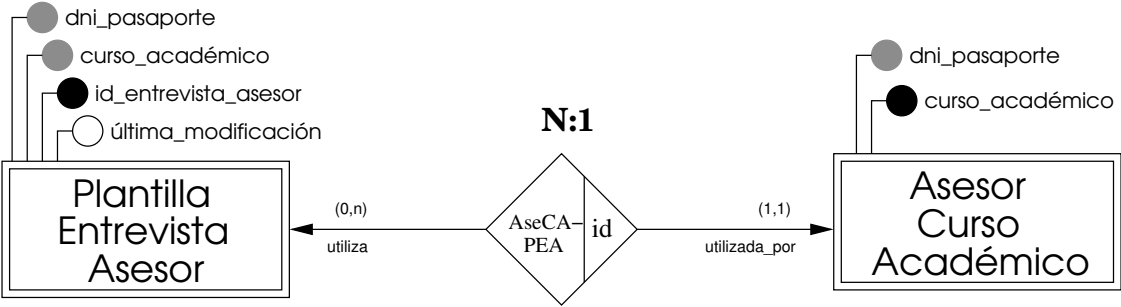 dni_pasaporte
curso_académico
id_entrevista_asesor
última_modificación
Plantilla
Entrevista
Asesor
(0,n)
utiliza
N:1
AseCA-
PEA
id
(1,1)
utilizada_por
dni_pasaporte
curso_académico
Asesor
Curso
Académico